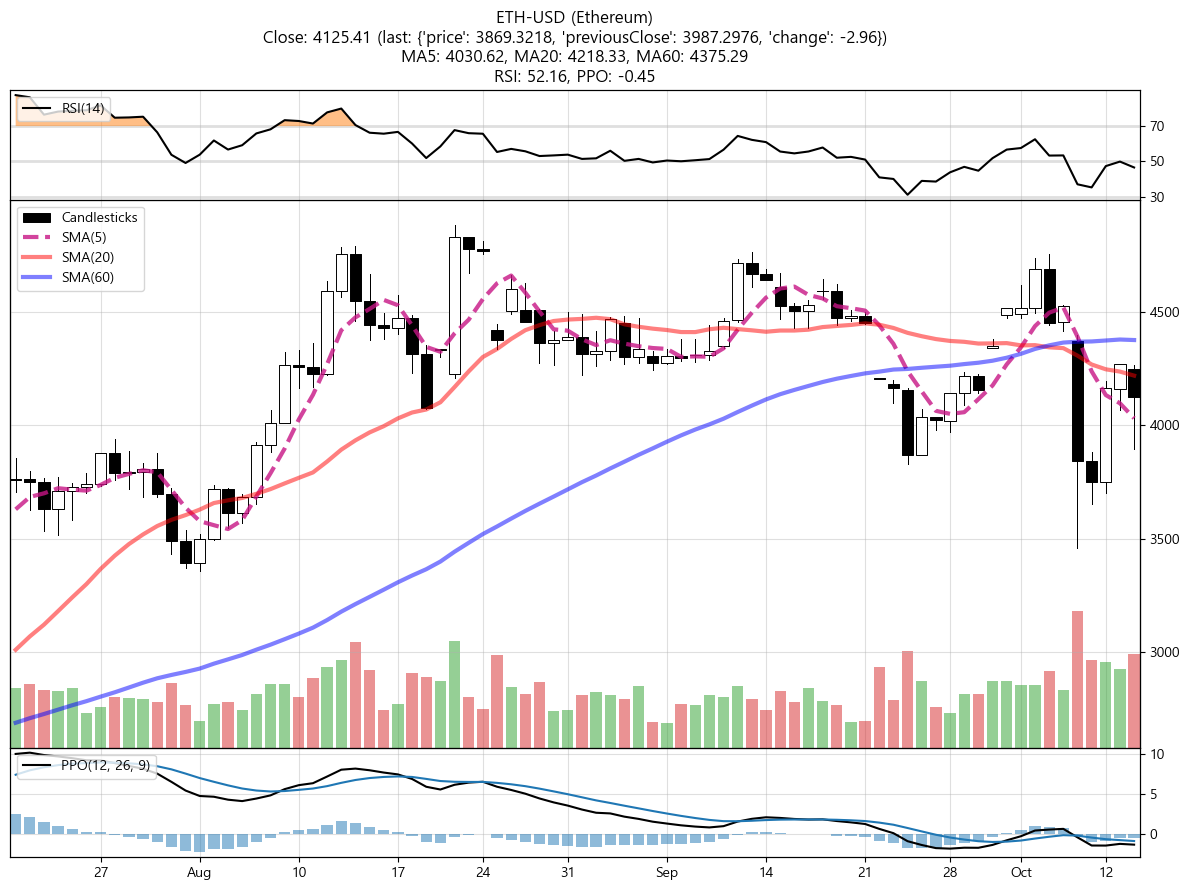 ETH-USD (Ethereum)
Close: 4125.41 (last: {'price': 3869.3218, 'previousClose': 3987.2976, 'change': -2.96})
MA5: 4030.62, MA20: 4218.33, MA60: 4375.29
RSI: 52.16, PPO: -0.45
RSI(14)
70
50
30
Candlesticks
SMA(5)
SMA(20)
SMA(60)
4500
4000
3500
3000
PPO(12, 26, 9)
10
5
0
27 Aug 10 17 24 31 Sep 14 21 28 Oct 12